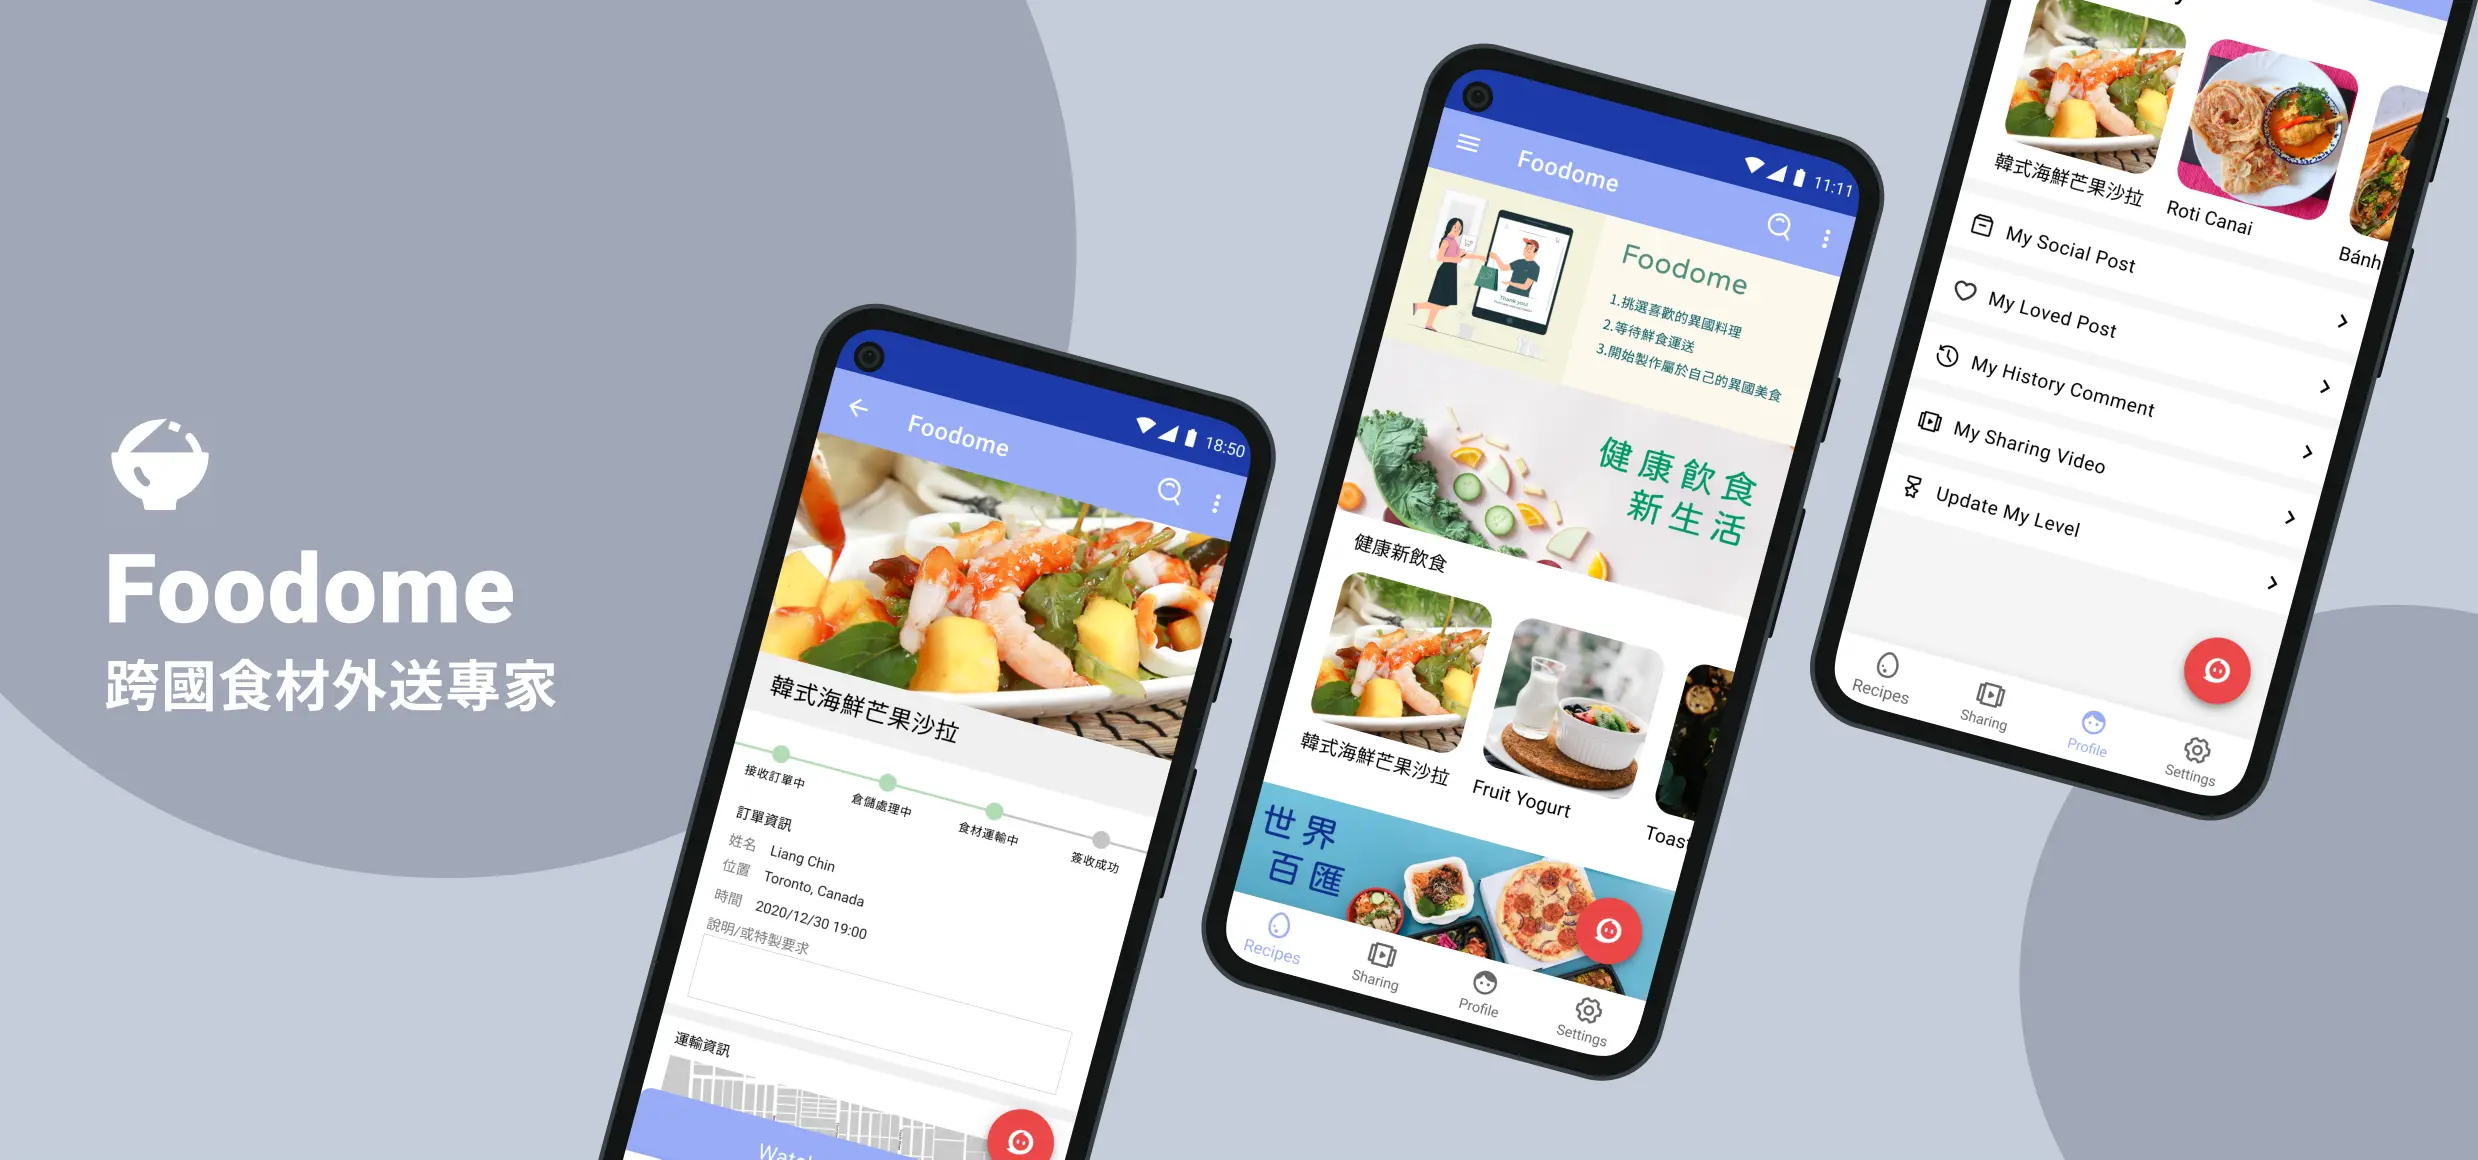 Foodome
跨國食材外送專家
18:50
Foodome
韓式海鮮芒果沙拉
接收訂單中
倉儲處理中
食材運輸中
簽收成功
訂單資訊
姓名 Liang Chin
位置 Toronto, Canada
時間 2020/12/30 19:00
說明/或特製要求
運輸資訊
11:11
Foodome
Thank you!
Foodome
1.挑選喜歡的異國料理
2.等待鮮食運送
3.開始製作屬於自己的異國美食
健康飲食
新生活
健康新飲食
韓式海鮮芒果沙拉
Fruit Yogurt
Toas
世界
百匯
Recipes
Sharing
Profile
Settings
韓式海鮮芒果沙拉
Roti Canai
Bánh
My Social Post
My Loved Post
My History Comment
My Sharing Video
Update My Level
Recipes
Sharing
Profile
Settings